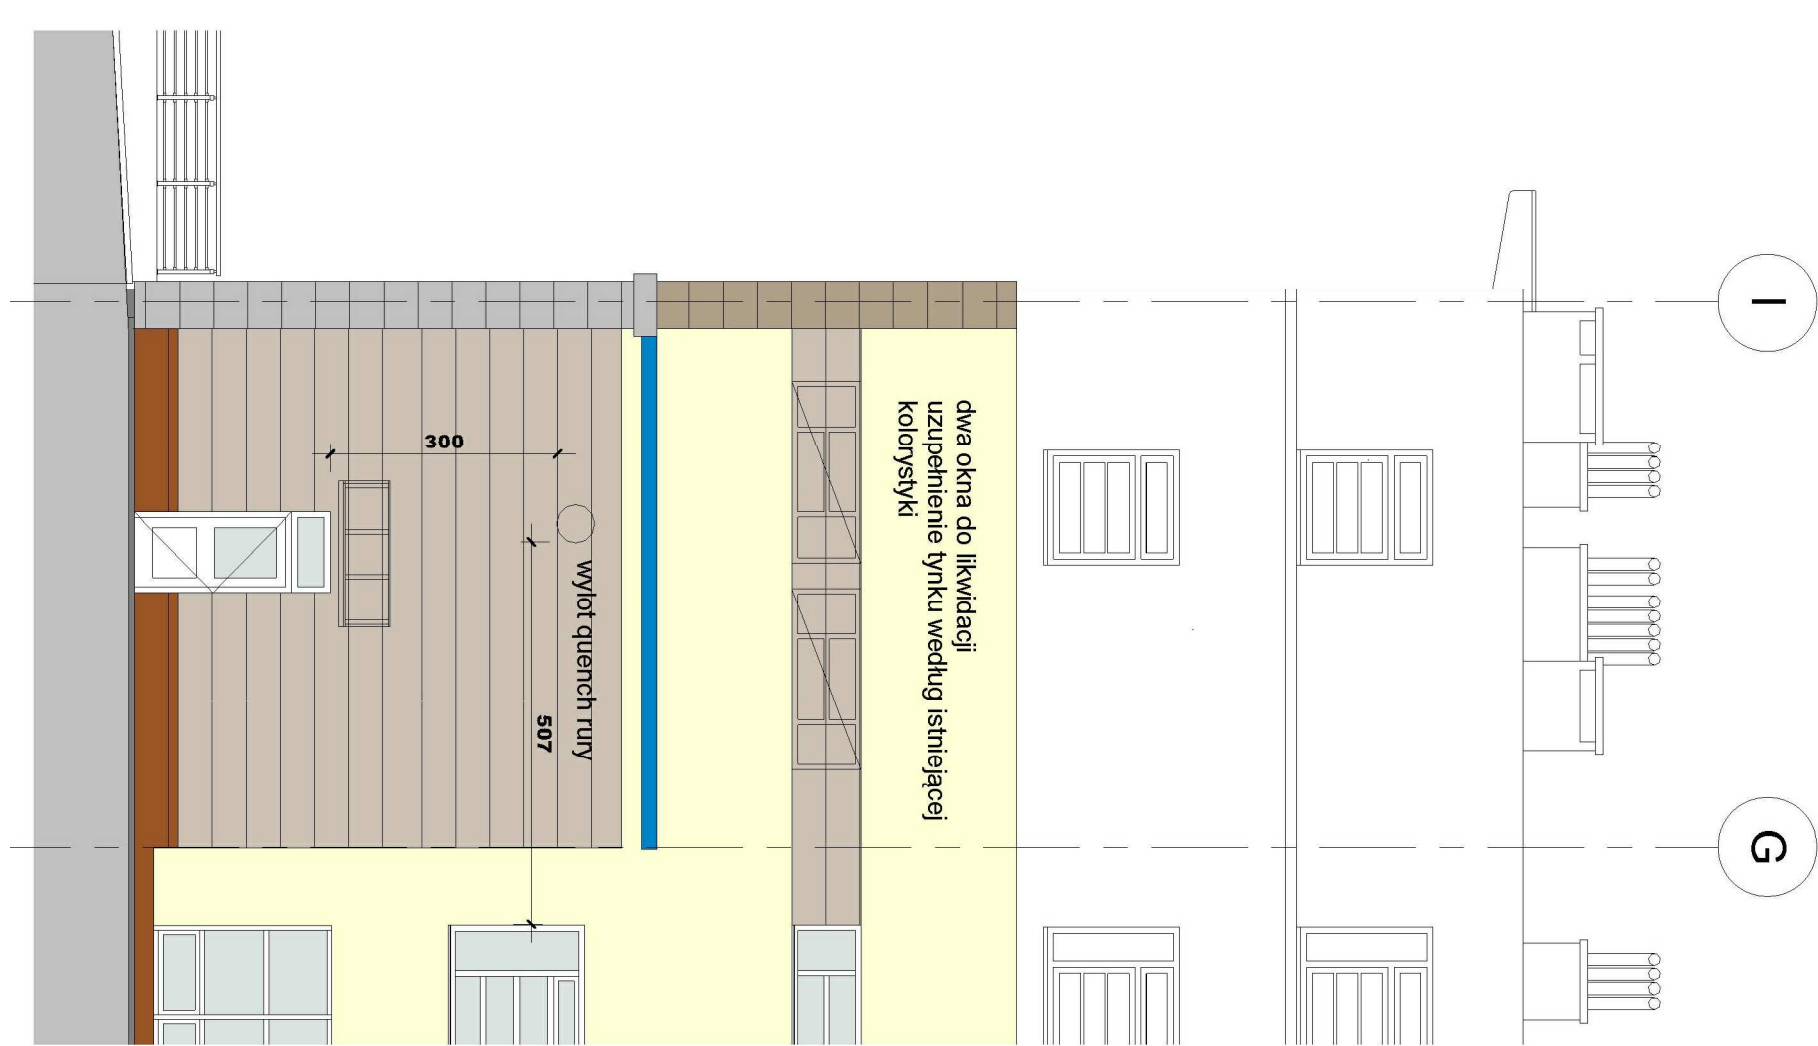 I
G
dwa okna do likwidacji
uzupełnienie tynku według istniejącej
kolorystyki
wylot quench rury
507
300